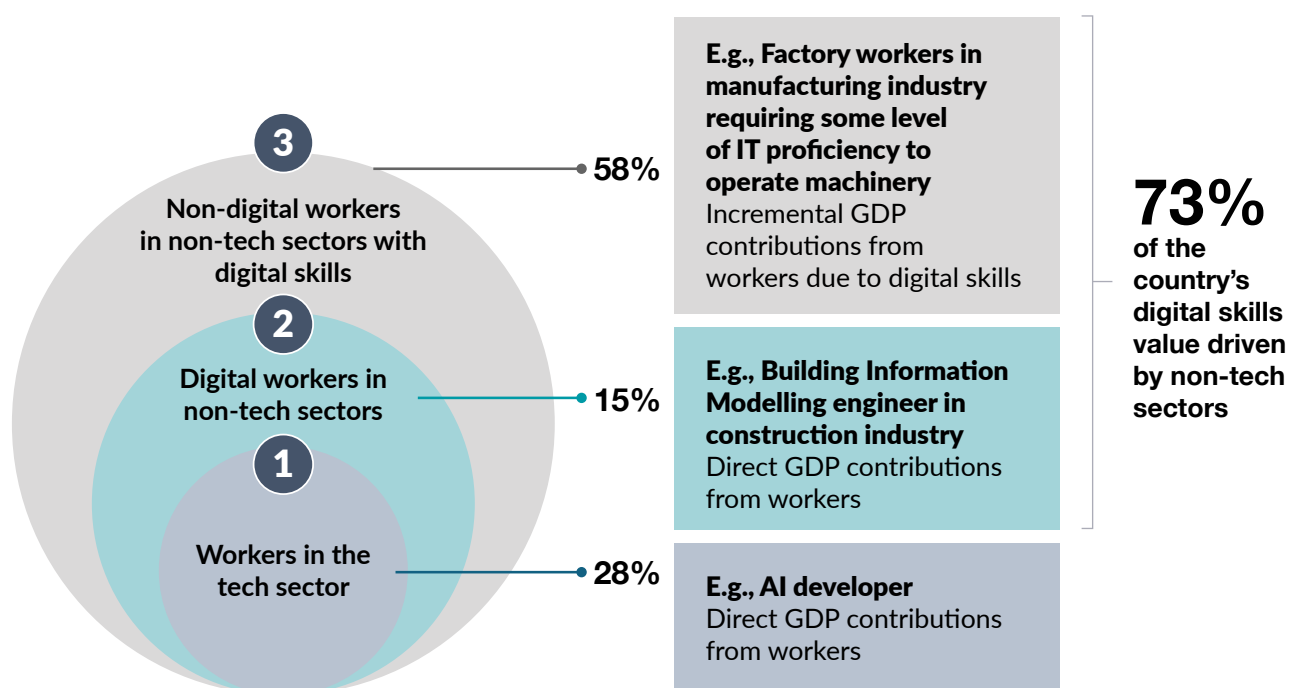 3
Non-digital workers
in non-tech sectors with
digital skills
58%
E.g., Factory workers in
manufacturing industry
requiring some level
of IT proficiency to
operate machinery
Incremental GDP
contributions from
workers due to digital skills
2
Digital workers in
non-tech sectors
15%
E.g., Building Information
Modelling engineer in
construction industry
Direct GDP contributions
from workers
1
Workers in the
tech sector
28%
E.g., AI developer
Direct GDP contributions
from workers
73%
of the
country’s
digital skills
value driven
by non-tech
sectors